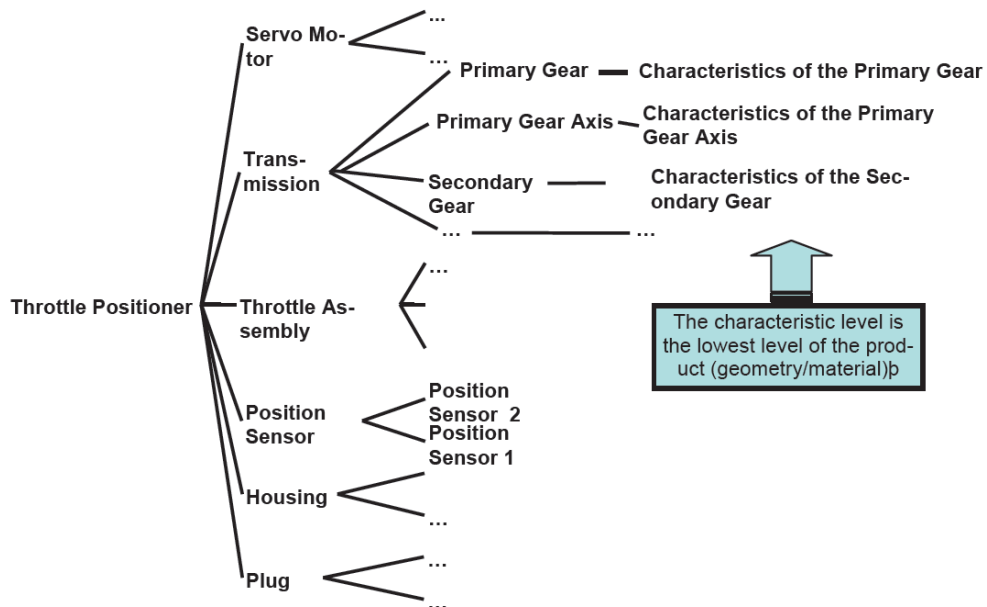 ...
Servo Mo-
tor
...
Primary Gear
Characteristics of the Primary Gear
Primary Gear Axis
Characteristics of the Primary
Gear Axis
Trans-
mission
Secondary
Gear
Characteristics of the Sec-
ondary Gear
...
...
...
Throttle Positioner
Throttle As-
sembly
The characteristic level is
the lowest level of the prod-
uct (geometry/material)þ
Position
Sensor
Position
Sensor 2
Position
Sensor 1
Housing
...
Plug
...
...